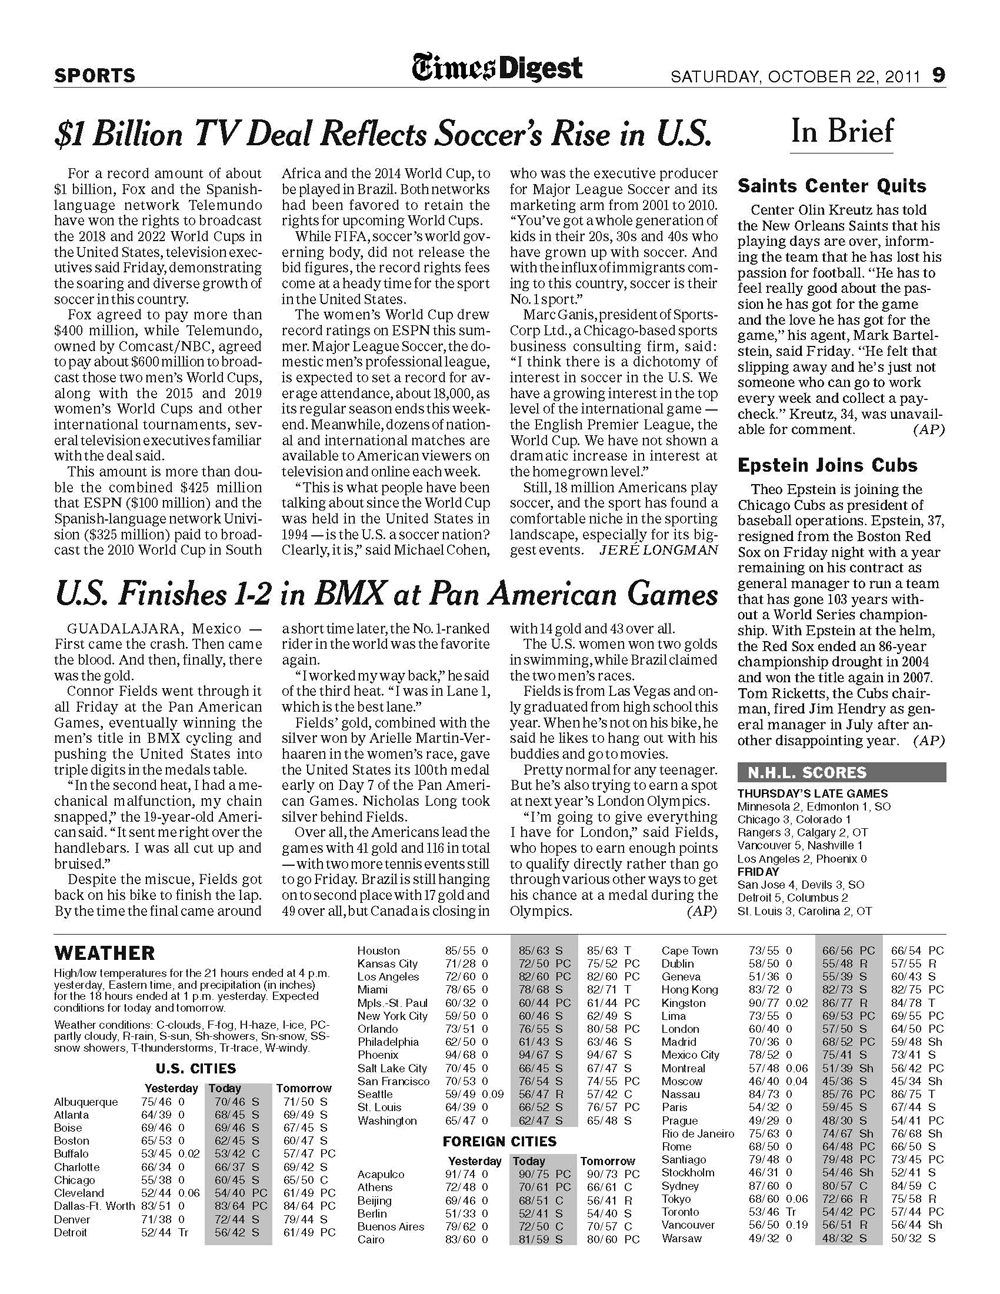 SPORTS
Times Digest
SATURDAY, OCTOBER 22, 2011 9
$1 Billion TV Deal Reflects Soccer's Rise in U.S.
For a record amount of about
$1 billion, Fox and the Spanish-
language network Telemundo
have won the rights to broadcast
the 2018 and 2022 World Cups in
the United States, television exec-
utives said Friday, demonstrating
the soaring and diverse growth of
soccer in this country.
Fox agreed to pay more than
$400 million, while Telemundo,
owned by Comcast/NBC, agreed
to pay about $600 million to broad-
cast those two men's World Cups,
along with the 2015 and 2019
women's World Cups and other
international tournaments, sev-
eral television executives familiar
with the deal said.
This amount is more than dou-
ble the combined $425 million
that ESPN ($100 million) and the
Spanish-language network Univi-
sion ($325 million) paid to broad-
cast the 2010 World Cup in South
Africa and the 2014 World Cup, to
be played in Brazil. Both networks
had been favored to retain the
rights for upcoming World Cups.
While FIFA, soccer's world gov-
erning body, did not release the
bid figures, the record rights fees
come at a heady time for the sport
in the United States.
The women's World Cup drew
record ratings on ESPN this sum-
mer. Major League Soccer, the do-
mestic men's professional league,
is expected to set a record for av-
erage attendance, about 18,000, as
its regular season ends this week-
end. Meanwhile, dozens of nation-
al and international matches are
available to American viewers on
television and online each week.
"This is what people have been
talking about since the World Cup
was held in the United States in
1994 — is the U.S. a soccer nation?
Clearly, it is," said Michael Cohen,
who was the executive producer
for Major League Soccer and its
marketing arm from 2001 to 2010.
"You've got a whole generation of
kids in their 20s, 30s and 40s who
have grown up with soccer. And
with the influx of immigrants com-
ing to this country, soccer is their
No. 1 sport."
Marc Ganis, president of Sports-
Corp Ltd., a Chicago-based sports
business consulting firm, said:
"I think there is a dichotomy of
interest in soccer in the U.S. We
have a growing interest in the top
level of the international game —
the English Premier League, the
World Cup. We have not shown a
dramatic increase in interest at
the homegrown level."
Still, 18 million Americans play
soccer, and the sport has found a
comfortable niche in the sporting
landscape, especially for its big-
gest events. JERÉ LONGMAN
U.S. Finishes 1-2 in BMX at Pan American Games
GUADALAJARA, Mexico —
First came the crash. Then came
the blood. And then, finally, there
was the gold.
Connor Fields went through it
all Friday at the Pan American
Games, eventually winning the
men's title in BMX cycling and
pushing the United States into
triple digits in the medals table.
"In the second heat, I had a me-
chanical malfunction, my chain
snapped," the 19-year-old Ameri-
can said. "It sent me right over the
handlebars. I was all cut up and
bruised."
Despite the miscue, Fields got
back on his bike to finish the lap.
By the time the final came around
a short time later, the No. 1-ranked
rider in the world was the favorite
again.
"I worked my way back," he said
of the third heat. "I was in Lane 1,
which is the best lane."
Fields' gold, combined with the
silver won by Arielle Martin-Ver-
haaren in the women's race, gave
the United States its 100th medal
early on Day 7 of the Pan Ameri-
can Games. Nicholas Long took
silver behind Fields.
Over all, the Americans lead the
games with 41 gold and 116 in total
— with two more tennis events still
to go Friday. Brazil is still hanging
on to second place with 17 gold and
49 over all, but Canada is closing in
with 14 gold and 43 over all.
The U.S. women won two golds
in swimming, while Brazil claimed
the two men's races.
Fields is from Las Vegas and on-
ly graduated from high school this
year. When he's not on his bike, he
said he likes to hang out with his
buddies and go to movies.
Pretty normal for any teenager.
But he's also trying to earn a spot
at next year's London Olympics.
"I'm going to give everything
I have for London," said Fields,
who hopes to earn enough points
to qualify directly rather than go
through various other ways to get
his chance at a medal during the
Olympics. (AP)
In Brief
Saints Center Quits
Center Olin Kreutz has told
the New Orleans Saints that his
playing days are over, inform-
ing the team that he has lost his
passion for football. "He has to
feel really good about the pas-
sion he has got for the game
and the love he has got for the
game," his agent, Mark Bartel-
stein, said Friday. "He felt that
slipping away and he's just not
someone who can go to work
every week and collect a pay-
check." Kreutz, 34, was unavail-
able for comment. (AP)
Epstein Joins Cubs
Theo Epstein is joining the
Chicago Cubs as president of
baseball operations. Epstein, 37,
resigned from the Boston Red
Sox on Friday night with a year
remaining on his contract as
general manager to run a team
that has gone 103 years with-
out a World Series champion-
ship. With Epstein at the helm,
the Red Sox ended an 86-year
championship drought in 2004
and won the title again in 2007.
Tom Ricketts, the Cubs chair-
man, fired Jim Hendry as gen-
eral manager in July after an-
other disappointing year. (AP)
N.H.L. SCORES
THURSDAY'S LATE GAMES
Minnesota 2, Edmonton 1, SO
Chicago 3, Colorado 1
Rangers 3, Calgary 2, OT
Vancouver 5, Nashville 1
Los Angeles 2, Phoenix 0
FRIDAY
San Jose 4, Devils 3, SO
Detroit 5, Columbus 2
St. Louis 3, Carolina 2, OT
WEATHER
High/low temperatures for the 21 hours ended at 4 p.m.
yesterday, Eastern time, and precipitation (in inches)
for the 18 hours ended at 1 p.m. yesterday. Expected
conditions for today and tomorrow.
Weather conditions: C-clouds, F-fog, H-haze, I-ice, PC-
partly cloudy, R-rain, S-sun, Sh-showers, Sn-snow, SS-
snow showers, T-thunderstorms, Tr-trace, W-windy.
U.S. CITIES
Yesterday Today Tomorrow
Albuquerque 75/46 0 70/46 S 71/50 S
Atlanta 64/39 0 68/45 S 69/49 S
Boise 69/46 0 69/46 S 67/45 S
Boston 65/53 0 62/45 S 60/47 S
Buffalo 53/45 0.02 53/42 C 57/47 PC
Charlotte 66/34 0 66/37 S 69/42 S
Chicago 55/38 0 60/45 S 65/50 C
Cleveland 52/44 0.06 54/40 PC 61/49 PC
Dallas-Ft. Worth 83/51 0 83/64 PC 84/64 PC
Denver 71/38 0 72/44 S 79/44 S
Detroit 52/44 Tr 56/42 S 61/49 PC
Houston 85/55 0 85/63 S 85/63 T
Kansas City 71/28 0 72/50 PC 75/52 PC
Los Angeles 72/60 0 82/60 PC 82/60 PC
Miami 78/65 0 78/68 S 82/71 T
Mpls.-St. Paul 60/32 0 60/44 PC 61/44 PC
New York City 59/50 0 60/46 S 62/49 S
Orlando 73/51 0 76/55 S 80/58 PC
Philadelphia 62/50 0 61/43 S 63/46 S
Phoenix 94/68 0 94/67 S 94/67 S
Salt Lake City 70/45 0 66/45 S 67/47 S
San Francisco 70/53 0 76/54 S 74/55 PC
Seattle 59/49 0.09 56/47 R 57/42 C
St. Louis 64/39 0 66/52 S 76/57 PC
Washington 65/47 0 62/47 S 65/48 S
FOREIGN CITIES
Yesterday Today Tomorrow
Acapulco 91/74 0 90/75 PC 90/73 PC
Athens 72/48 0 70/61 PC 66/61 C
Beijing 69/46 0 68/51 C 56/41 R
Berlin 51/33 0 52/41 S 54/40 S
Buenos Aires 79/62 0 72/50 C 70/57 C
Cairo 83/60 0 81/59 S 80/60 PC
Cape Town 73/55 0 66/56 PC 66/54 PC
Dublin 58/50 0 55/48 R 57/55 R
Geneva 51/36 0 55/39 S 60/43 S
Hong Kong 83/72 0 82/73 S 82/75 PC
Kingston 90/77 0.02 86/77 R 84/78 T
Lima 73/55 0 69/53 PC 69/55 PC
London 60/40 0 57/50 S 64/50 PC
Madrid 70/36 0 68/52 PC 59/48 Sh
Mexico City 78/52 0 75/41 S 73/41 S
Montreal 57/48 0.06 51/39 Sh 56/42 PC
Moscow 46/40 0.04 45/36 S 45/34 Sh
Nassau 84/73 0 85/76 PC 86/75 T
Paris 54/32 0 59/45 S 67/44 S
Prague 49/29 0 48/30 S 54/41 PC
Rio de Janeiro 75/63 0 74/67 Sh 76/68 Sh
Rome 68/50 0 64/48 PC 66/50 S
Santiago 79/48 0 79/48 PC 73/45 PC
Stockholm 46/31 0 54/46 Sh 52/41 S
Sydney 87/60 0 80/57 C 84/59 C
Tokyo 68/60 0.06 72/66 R 75/58 R
Toronto 53/46 Tr 54/42 PC 57/44 PC
Vancouver 56/50 0.19 56/51 R 56/44 Sh
Warsaw 49/32 0 48/32 S 50/32 S